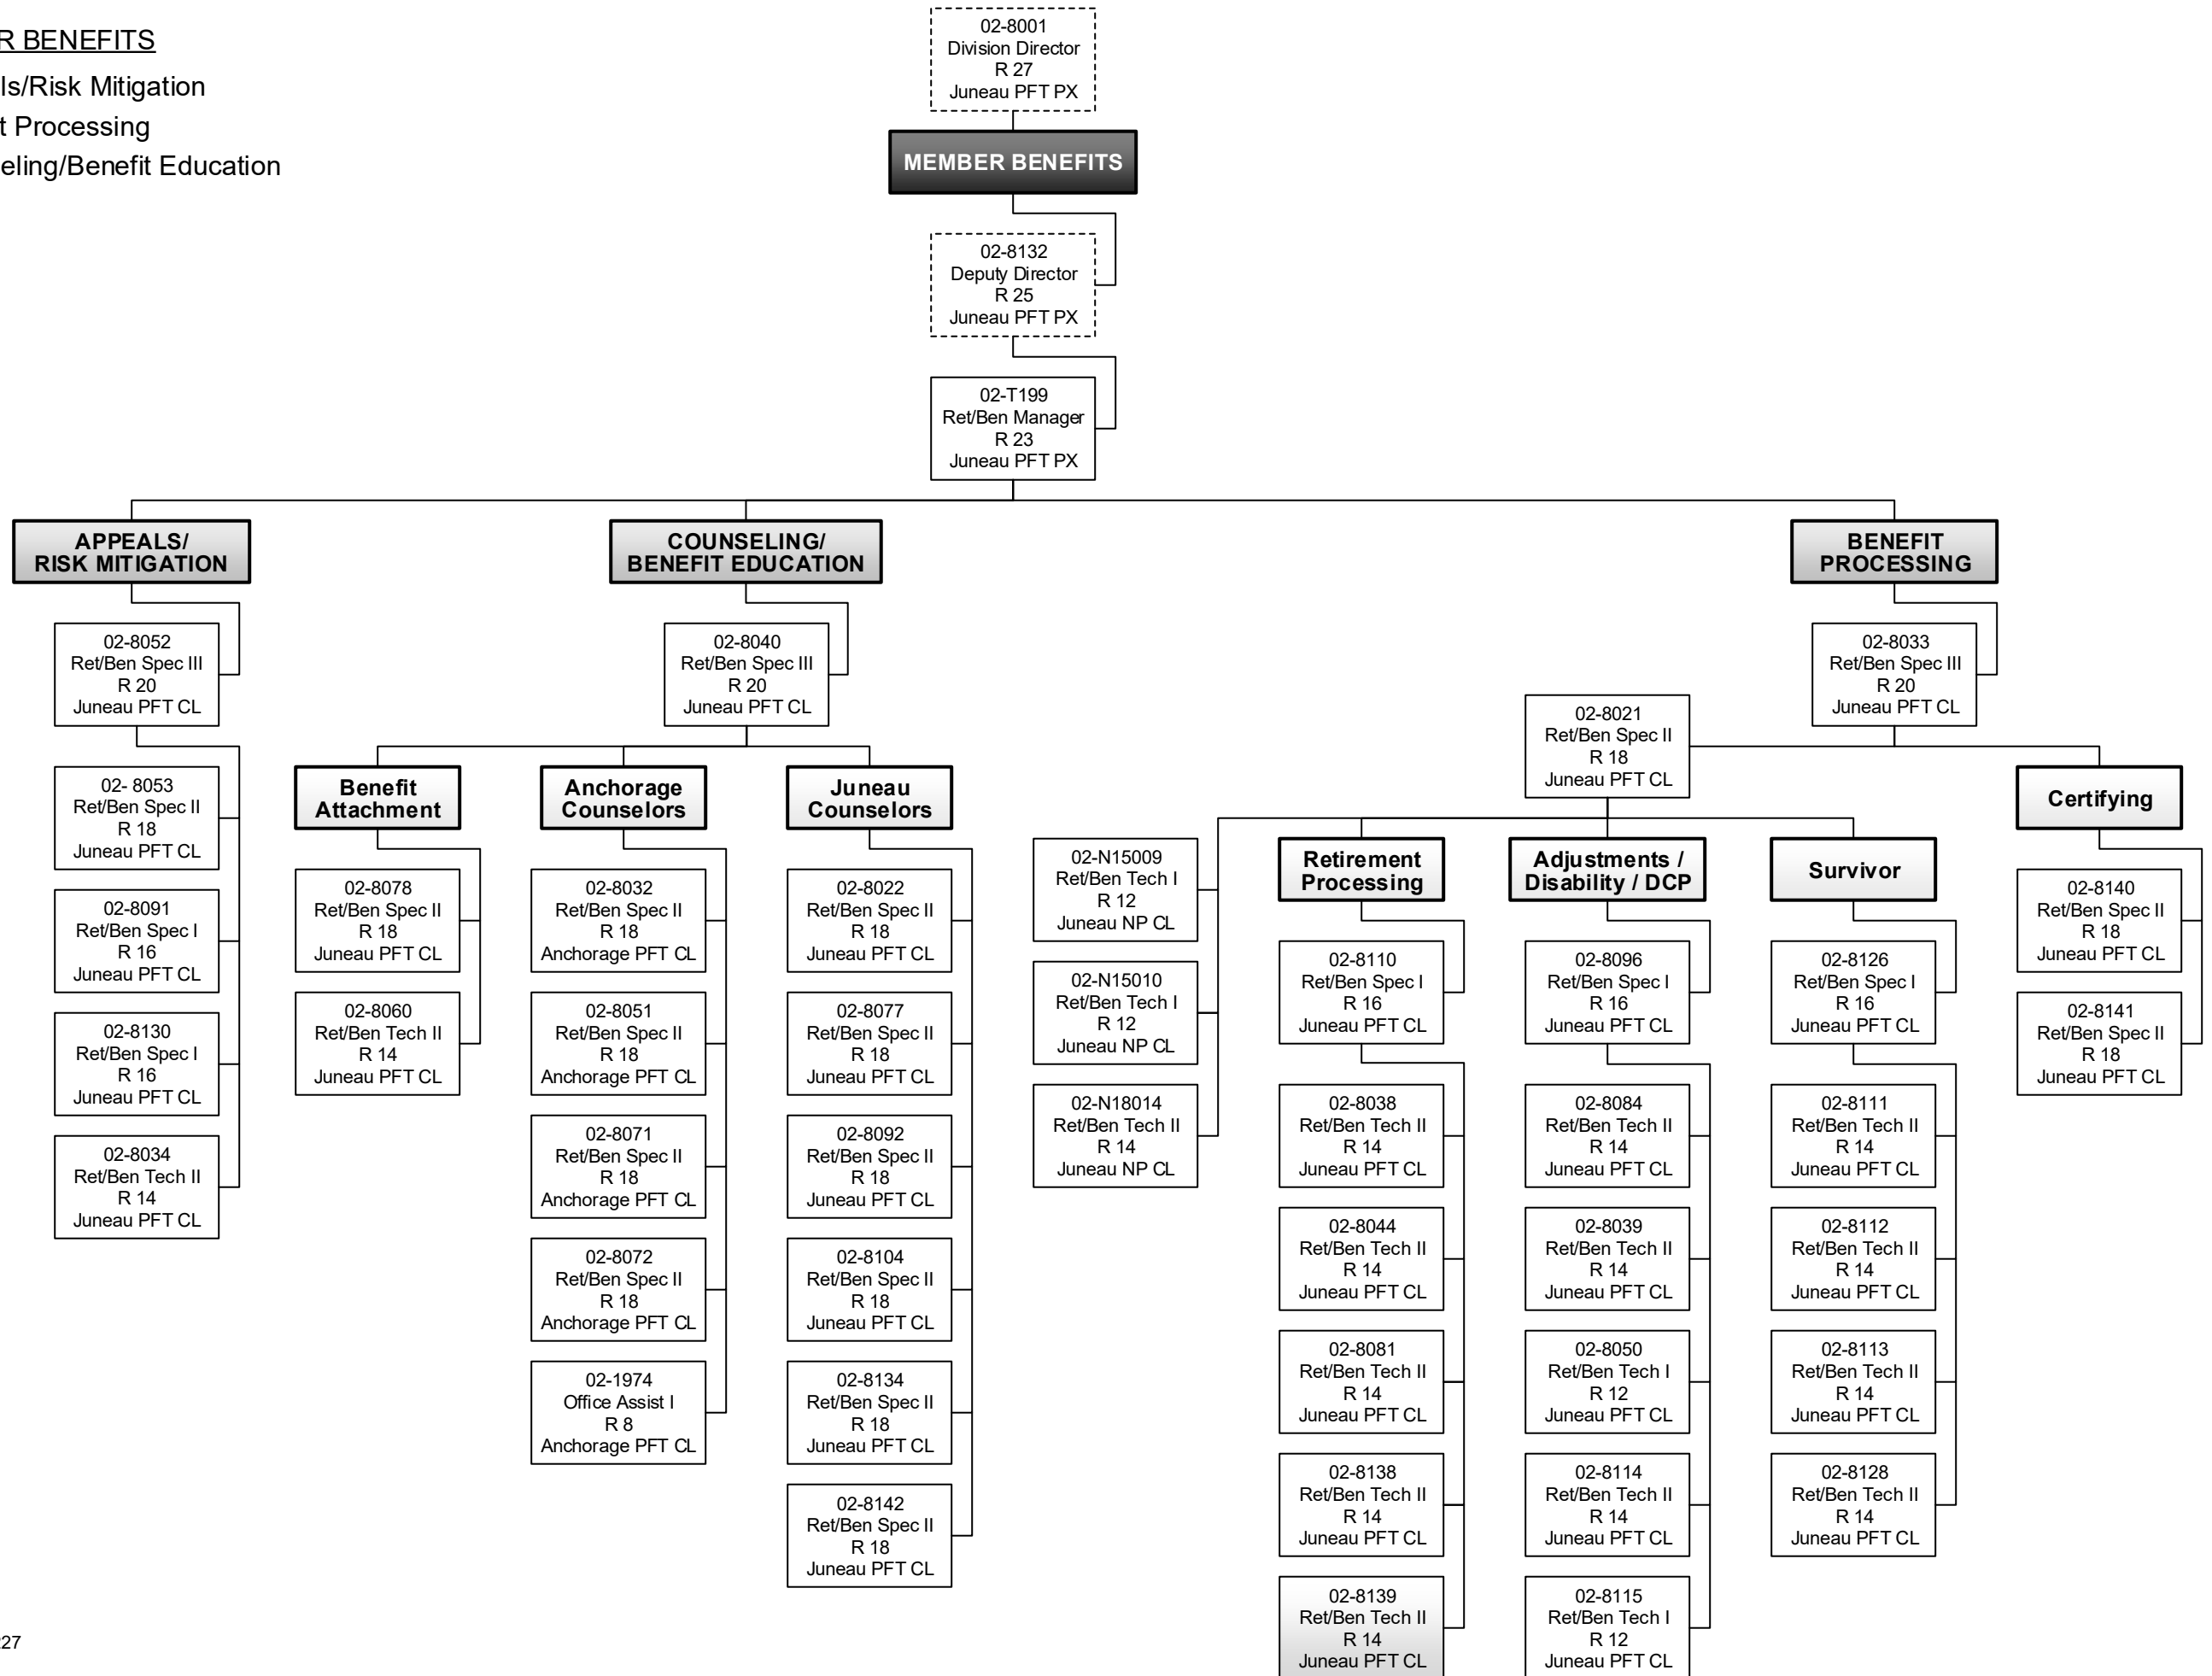 R BENEFITS
ls/Risk Mitigation
t Processing
eling/Benefit Education
02-8001
Division Director
R 27
Juneau PFT PX
MEMBER BENEFITS
02-8132
Deputy Director
R 25
Juneau PFT PX
02-T199
Ret/Ben Manager
R 23
Juneau PFT PX
APPEALS/
RISK MITIGATION
02-8052
Ret/Ben Spec III
R 20
Juneau PFT CL
02- 8053
Ret/Ben Spec II
R 18
Juneau PFT CL
02-8091
Ret/Ben Spec I
R 16
Juneau PFT CL
02-8130
Ret/Ben Spec I
R 16
Juneau PFT CL
02-8034
Ret/Ben Tech II
R 14
Juneau PFT CL
COUNSELING/
BENEFIT EDUCATION
02-8040
Ret/Ben Spec III
R 20
Juneau PFT CL
Benefit
Attachment
02-8078
Ret/Ben Spec II
R 18
Juneau PFT CL
02-8060
Ret/Ben Tech II
R 14
Juneau PFT CL
Anchorage
Counselors
02-8032
Ret/Ben Spec II
R 18
Anchorage PFT CL
02-8051
Ret/Ben Spec II
R 18
Anchorage PFT CL
02-8071
Ret/Ben Spec II
R 18
Anchorage PFT CL
02-8072
Ret/Ben Spec II
R 18
Anchorage PFT CL
02-1974
Office Assist I
R 8
Anchorage PFT CL
Juneau
Counselors
02-8022
Ret/Ben Spec II
R 18
Juneau PFT CL
02-8077
Ret/Ben Spec II
R 18
Juneau PFT CL
02-8092
Ret/Ben Spec II
R 18
Juneau PFT CL
02-8104
Ret/Ben Spec II
R 18
Juneau PFT CL
02-8134
Ret/Ben Spec II
R 18
Juneau PFT CL
02-8142
Ret/Ben Spec II
R 18
Juneau PFT CL
BENEFIT
PROCESSING
02-8033
Ret/Ben Spec III
R 20
Juneau PFT CL
02-8021
Ret/Ben Spec II
R 18
Juneau PFT CL
02-N15009
Ret/Ben Tech I
R 12
Juneau NP CL
02-N15010
Ret/Ben Tech I
R 12
Juneau NP CL
02-N18014
Ret/Ben Tech II
R 14
Juneau NP CL
Retirement
Processing
02-8110
Ret/Ben Spec I
R 16
Juneau PFT CL
02-8038
Ret/Ben Tech II
R 14
Juneau PFT CL
02-8044
Ret/Ben Tech II
R 14
Juneau PFT CL
02-8081
Ret/Ben Tech II
R 14
Juneau PFT CL
02-8138
Ret/Ben Tech II
R 14
Juneau PFT CL
02-8139
Ret/Ben Tech II
R 14
Juneau PFT CL
Adjustments /
Disability / DCP
02-8096
Ret/Ben Spec I
R 16
Juneau PFT CL
02-8084
Ret/Ben Tech II
R 14
Juneau PFT CL
02-8039
Ret/Ben Tech II
R 14
Juneau PFT CL
02-8050
Ret/Ben Tech I
R 12
Juneau PFT CL
02-8114
Ret/Ben Tech II
R 14
Juneau PFT CL
02-8115
Ret/Ben Tech I
R 12
Juneau PFT CL
Survivor
02-8126
Ret/Ben Spec I
R 16
Juneau PFT CL
02-8111
Ret/Ben Tech II
R 14
Juneau PFT CL
02-8112
Ret/Ben Tech II
R 14
Juneau PFT CL
02-8113
Ret/Ben Tech II
R 14
Juneau PFT CL
02-8128
Ret/Ben Tech II
R 14
Juneau PFT CL
Certifying
02-8140
Ret/Ben Spec II
R 18
Juneau PFT CL
02-8141
Ret/Ben Spec II
R 18
Juneau PFT CL
27